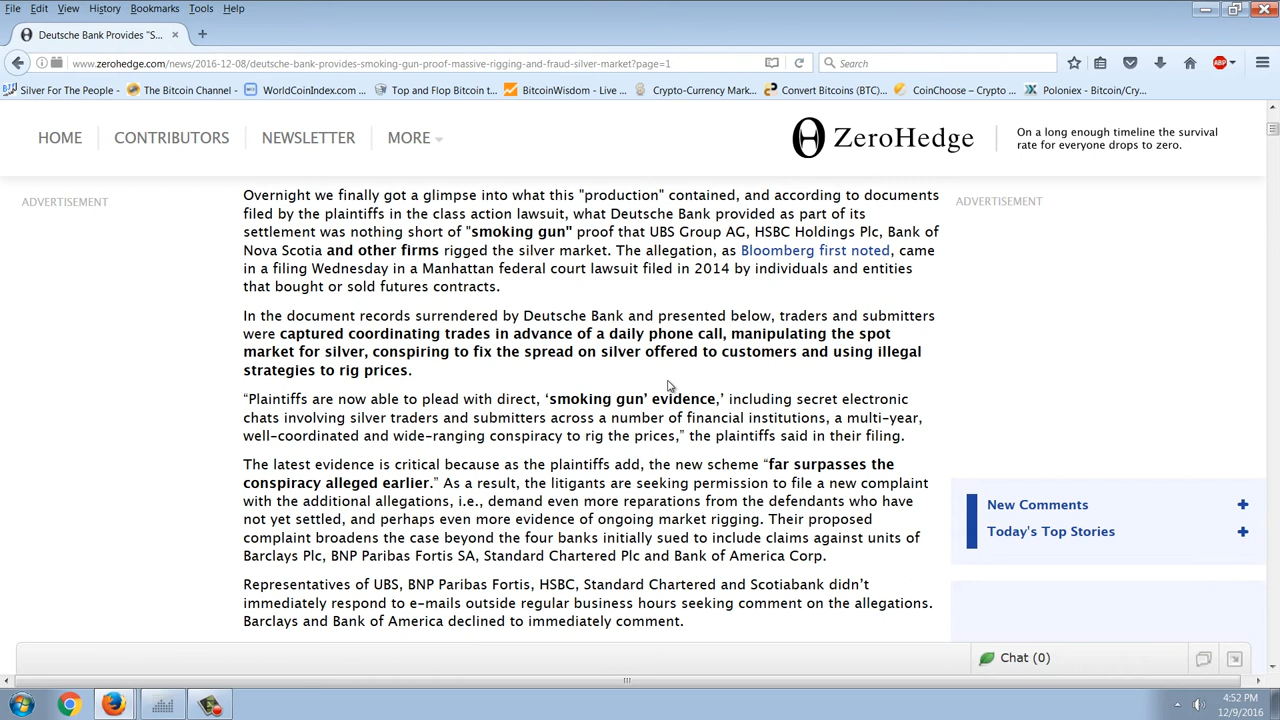 File Edit View History Bookmarks Tools Help
Deutsche Bank Provides "S...
www.zerohedge.com/news/2016-12-08/deutsche-bank-provides-smoking-gun-proof-massive-rigging-and-fraud-silver-market?page=1
Search
ABP
Silver For The People - The Bitcoin Channel - WorldCoinIndex.com ... Top and Flop Bitcoin t... BitcoinWisdom - Live ... Crypto-Currency Mark... Convert Bitcoins (BTC)... CoinChoose – Crypto ... Poloniex - Bitcoin/Cry...
HOME CONTRIBUTORS NEWSLETTER MORE
ZeroHedge
On a long enough timeline the survival
rate for everyone drops to zero.
ADVERTISEMENT
ADVERTISEMENT
Overnight we finally got a glimpse into what this "production" contained, and according to documents
filed by the plaintiffs in the class action lawsuit, what Deutsche Bank provided as part of its
settlement was nothing short of "smoking gun" proof that UBS Group AG, HSBC Holdings Plc, Bank of
Nova Scotia and other firms rigged the silver market. The allegation, as Bloomberg first noted, came
in a filing Wednesday in a Manhattan federal court lawsuit filed in 2014 by individuals and entities
that bought or sold futures contracts.
In the document records surrendered by Deutsche Bank and presented below, traders and submitters
were captured coordinating trades in advance of a daily phone call, manipulating the spot
market for silver, conspiring to fix the spread on silver offered to customers and using illegal
strategies to rig prices.
“Plaintiffs are now able to plead with direct, ‘smoking gun’ evidence,’ including secret electronic
chats involving silver traders and submitters across a number of financial institutions, a multi-year,
well-coordinated and wide-ranging conspiracy to rig the prices,” the plaintiffs said in their filing.
The latest evidence is critical because as the plaintiffs add, the new scheme “far surpasses the
conspiracy alleged earlier.” As a result, the litigants are seeking permission to file a new complaint
with the additional allegations, i.e., demand even more reparations from the defendants who have
not yet settled, and perhaps even more evidence of ongoing market rigging. Their proposed
complaint broadens the case beyond the four banks initially sued to include claims against units of
Barclays Plc, BNP Paribas Fortis SA, Standard Chartered Plc and Bank of America Corp.
Representatives of UBS, BNP Paribas Fortis, HSBC, Standard Chartered and Scotiabank didn’t
immediately respond to e-mails outside regular business hours seeking comment on the allegations.
Barclays and Bank of America declined to immediately comment.
New Comments
Today's Top Stories
Chat (0)
4:52 PM
12/9/2016